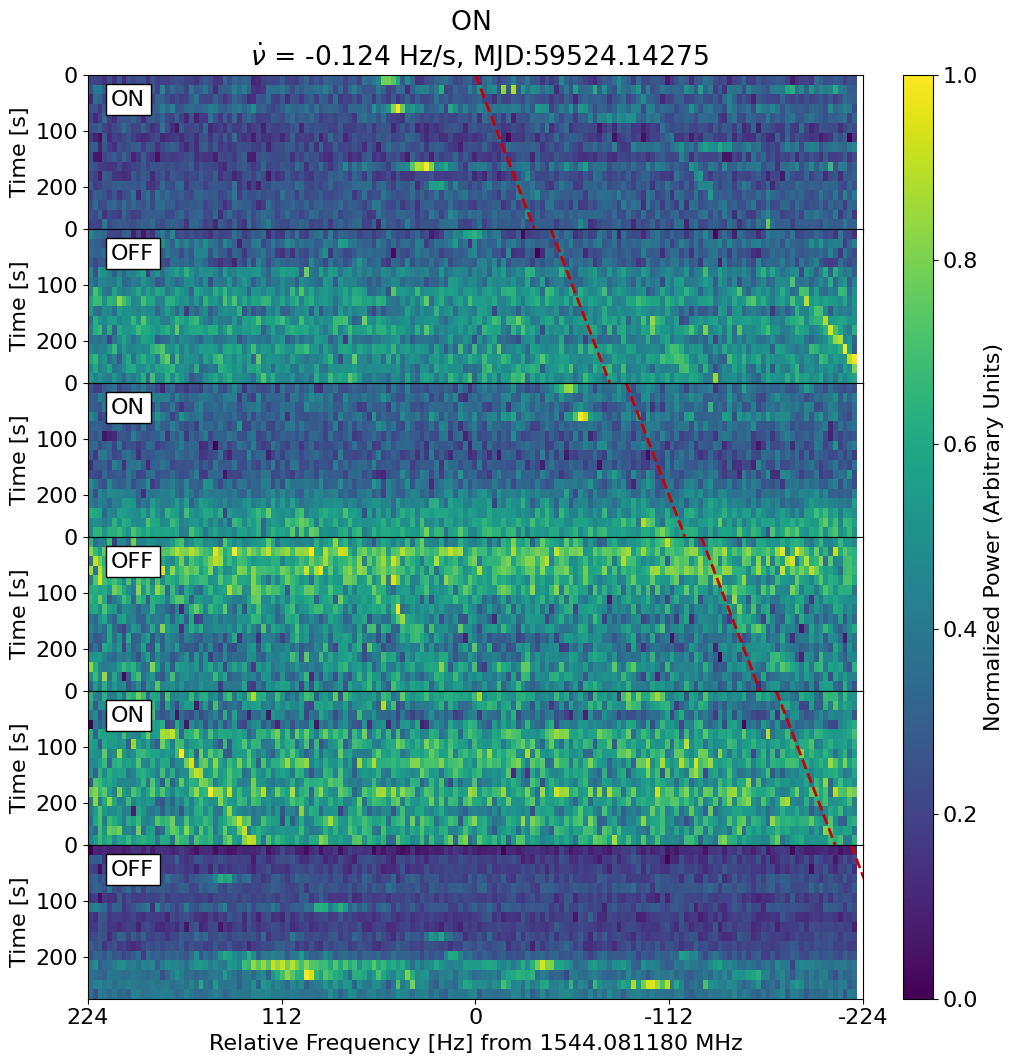 ON
ν̇ = -0.124 Hz/s, MJD:59524.14275
0
ON
100
200
Time [s]
0
OFF
100
200
Time [s]
0
ON
100
200
Time [s]
0
OFF
100
200
Time [s]
0
ON
100
200
Time [s]
0
OFF
100
200
Time [s]
224 112 0 -112 -224
Relative Frequency [Hz] from 1544.081180 MHz
1.0
0.8
0.6
0.4
0.2
0.0
Normalized Power (Arbitrary Units)